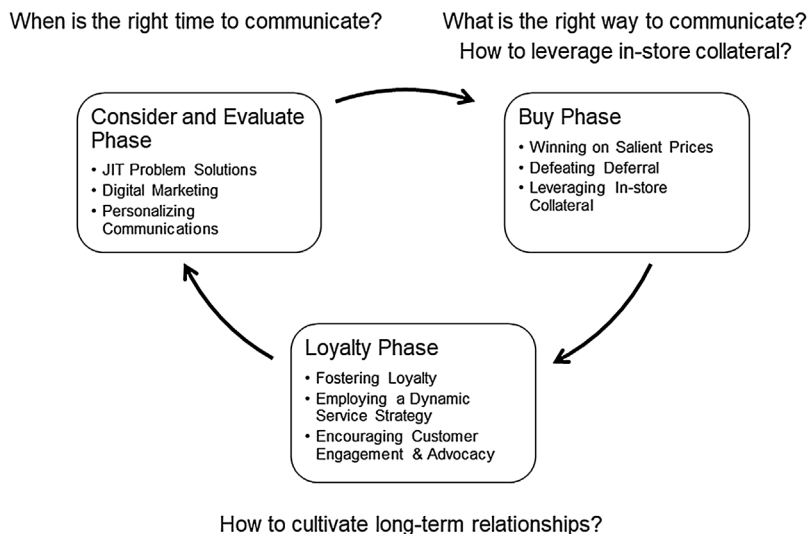 When is the right time to communicate?
What is the right way to communicate?
How to leverage in-store collateral?
Consider and Evaluate
Phase
• JIT Problem Solutions
• Digital Marketing
• Personalizing
Communications
Buy Phase
• Winning on Salient Prices
• Defeating Deferral
• Leveraging In-store
Collateral
Loyalty Phase
• Fostering Loyalty
• Employing a Dynamic
Service Strategy
• Encouraging Customer
Engagement & Advocacy
How to cultivate long-term relationships?